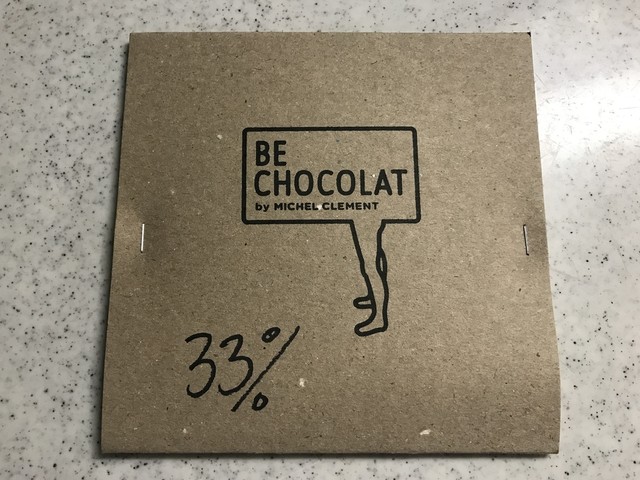 BE
CHOCOLAT
by MICHEL CLEMENT
33%